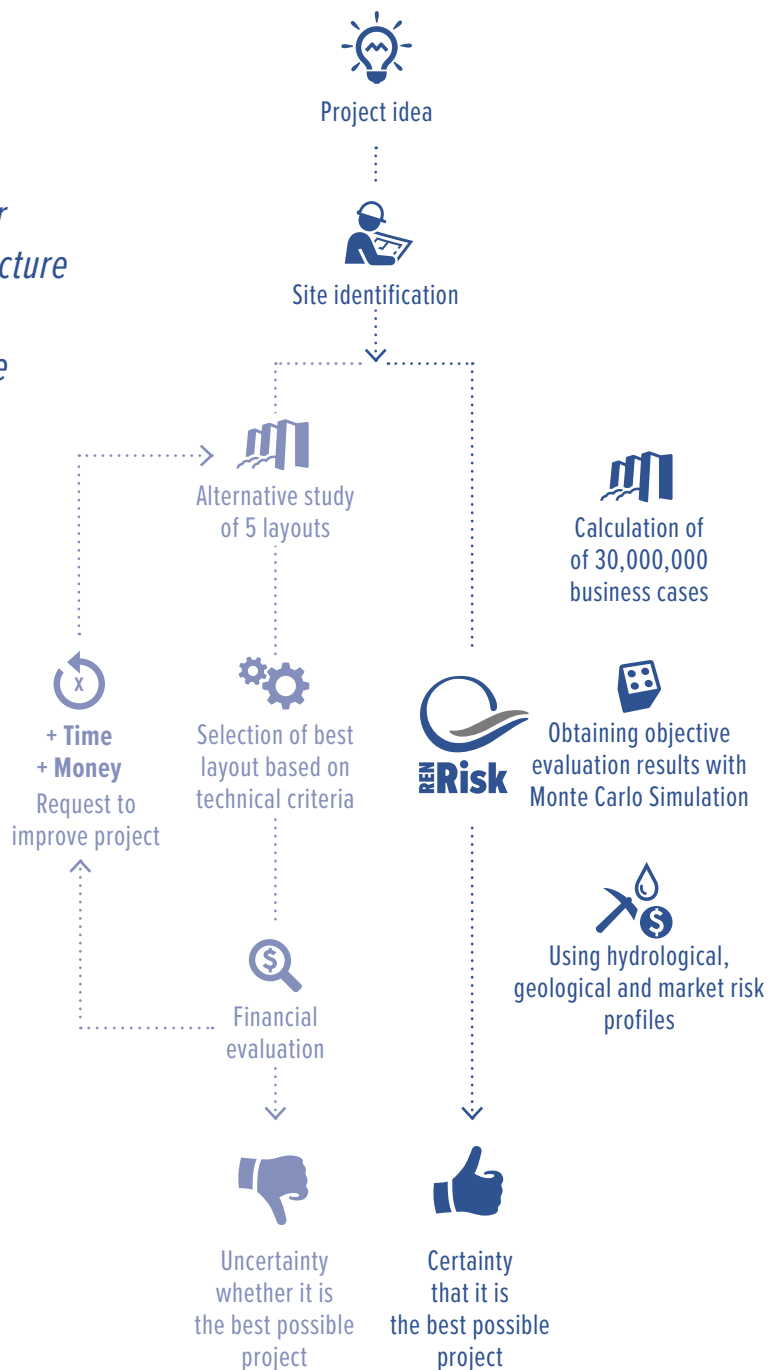 Project idea
r
cture
e
Site identification
Alternative study
of 5 layouts
Calculation of
of 30,000,000
business cases
X
+ Time
+ Money
Request to
improve project
Selection of best
layout based on
technical criteria
REN
Risk
Obtaining objective
evaluation results with
Monte Carlo Simulation
$
Using hydrological,
geological and market risk
profiles
$
Financial
evaluation
Uncertainty
whether it is
the best possible
project
Certainty
that it is
the best possible
project